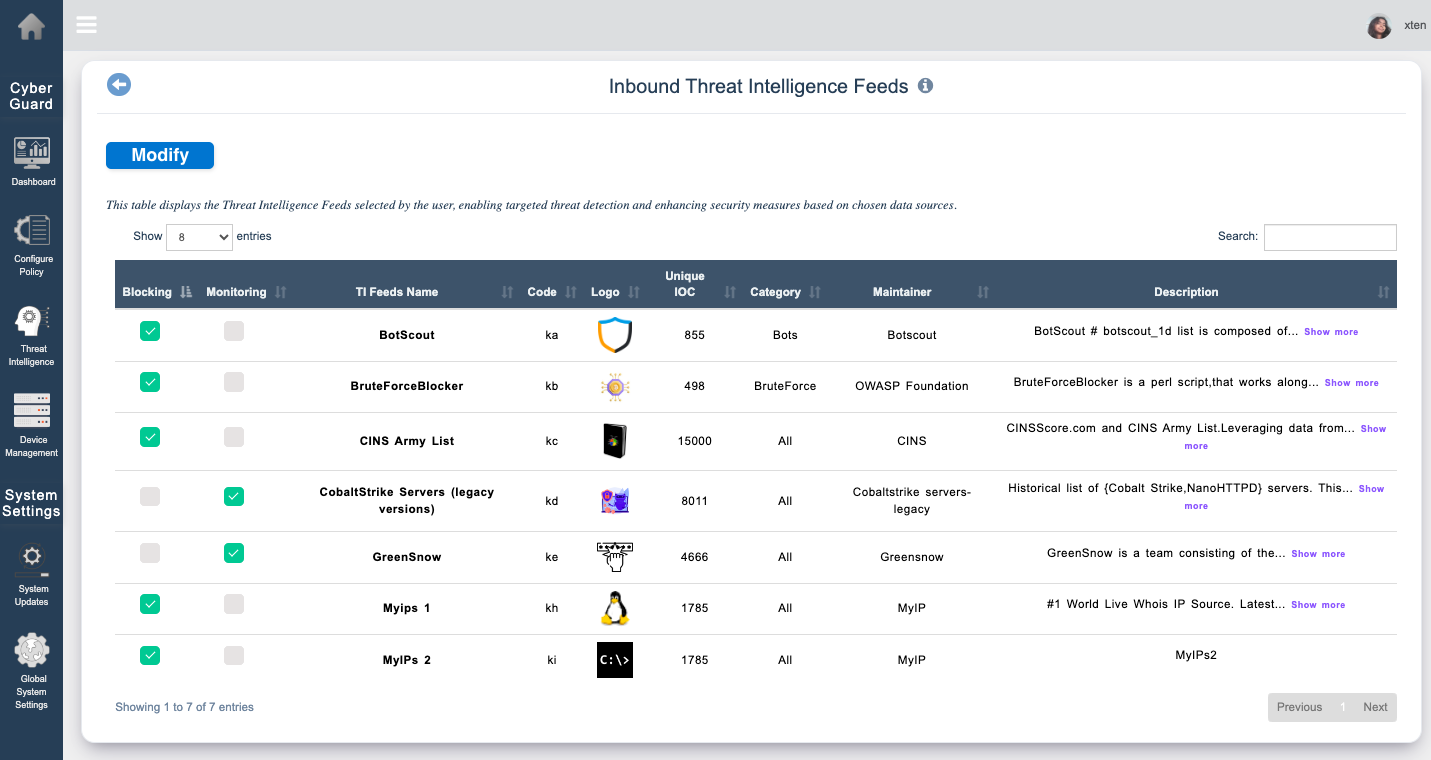 xten
Cyber
Guard
Dashboard
Configure
Policy
Threat
Intelligence
Device
Management
System
Settings
System
Updates
Global
System
Settings
Inbound Threat Intelligence Feeds
Modify
This table displays the Threat Intelligence Feeds selected by the user, enabling targeted threat detection and enhancing security measures based on chosen data sources.
Show 8 entries
Search:
Blocking Monitoring TI Feeds Name Code Logo Unique IOC Category Maintainer Description
BotScout ka 855 Bots Botscout BotScout # botscout_1d list is composed of... Show more
BruteForceBlocker kb 498 BruteForce OWASP Foundation BruteForceBlocker is a perl script,that works along... Show more
CINS Army List kc 15000 All CINS CINSScore.com and CINS Army List.Leveraging data from... Show
more
CobaltStrike Servers (legacy
versions) kd 8011 All Cobaltstrike servers-
legacy Historical list of {Cobalt Strike,NanoHTTPD} servers. This... Show
more
GreenSnow ke 4666 All Greensnow GreenSnow is a team consisting of the... Show more
Myips 1 kh 1785 All MyIP #1 World Live Whois IP Source. Latest... Show more
MyIPs 2 ki C:\> 1785 All MyIP MyIPs2
Showing 1 to 7 of 7 entries
Previous 1 Next